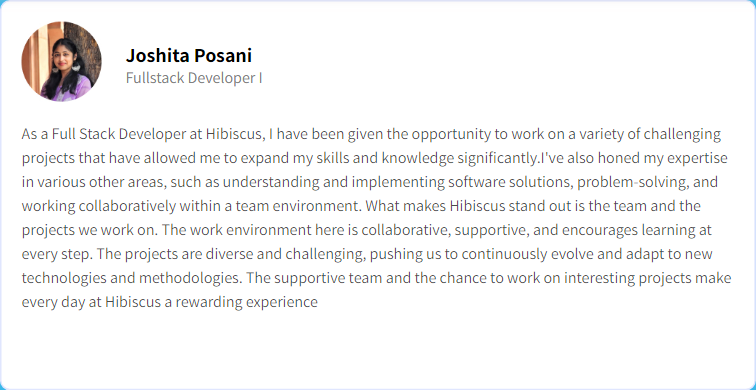 Joshita Posani
Fullstack Developer I
As a Full Stack Developer at Hibiscus, I have been given the opportunity to work on a variety of challenging
projects that have allowed me to expand my skills and knowledge significantly.I've also honed my expertise
in various other areas, such as understanding and implementing software solutions, problem-solving, and
working collaboratively within a team environment. What makes Hibiscus stand out is the team and the
projects we work on. The work environment here is collaborative, supportive, and encourages learning at
every step. The projects are diverse and challenging, pushing us to continuously evolve and adapt to new
technologies and methodologies. The supportive team and the chance to work on interesting projects make
every day at Hibiscus a rewarding experience